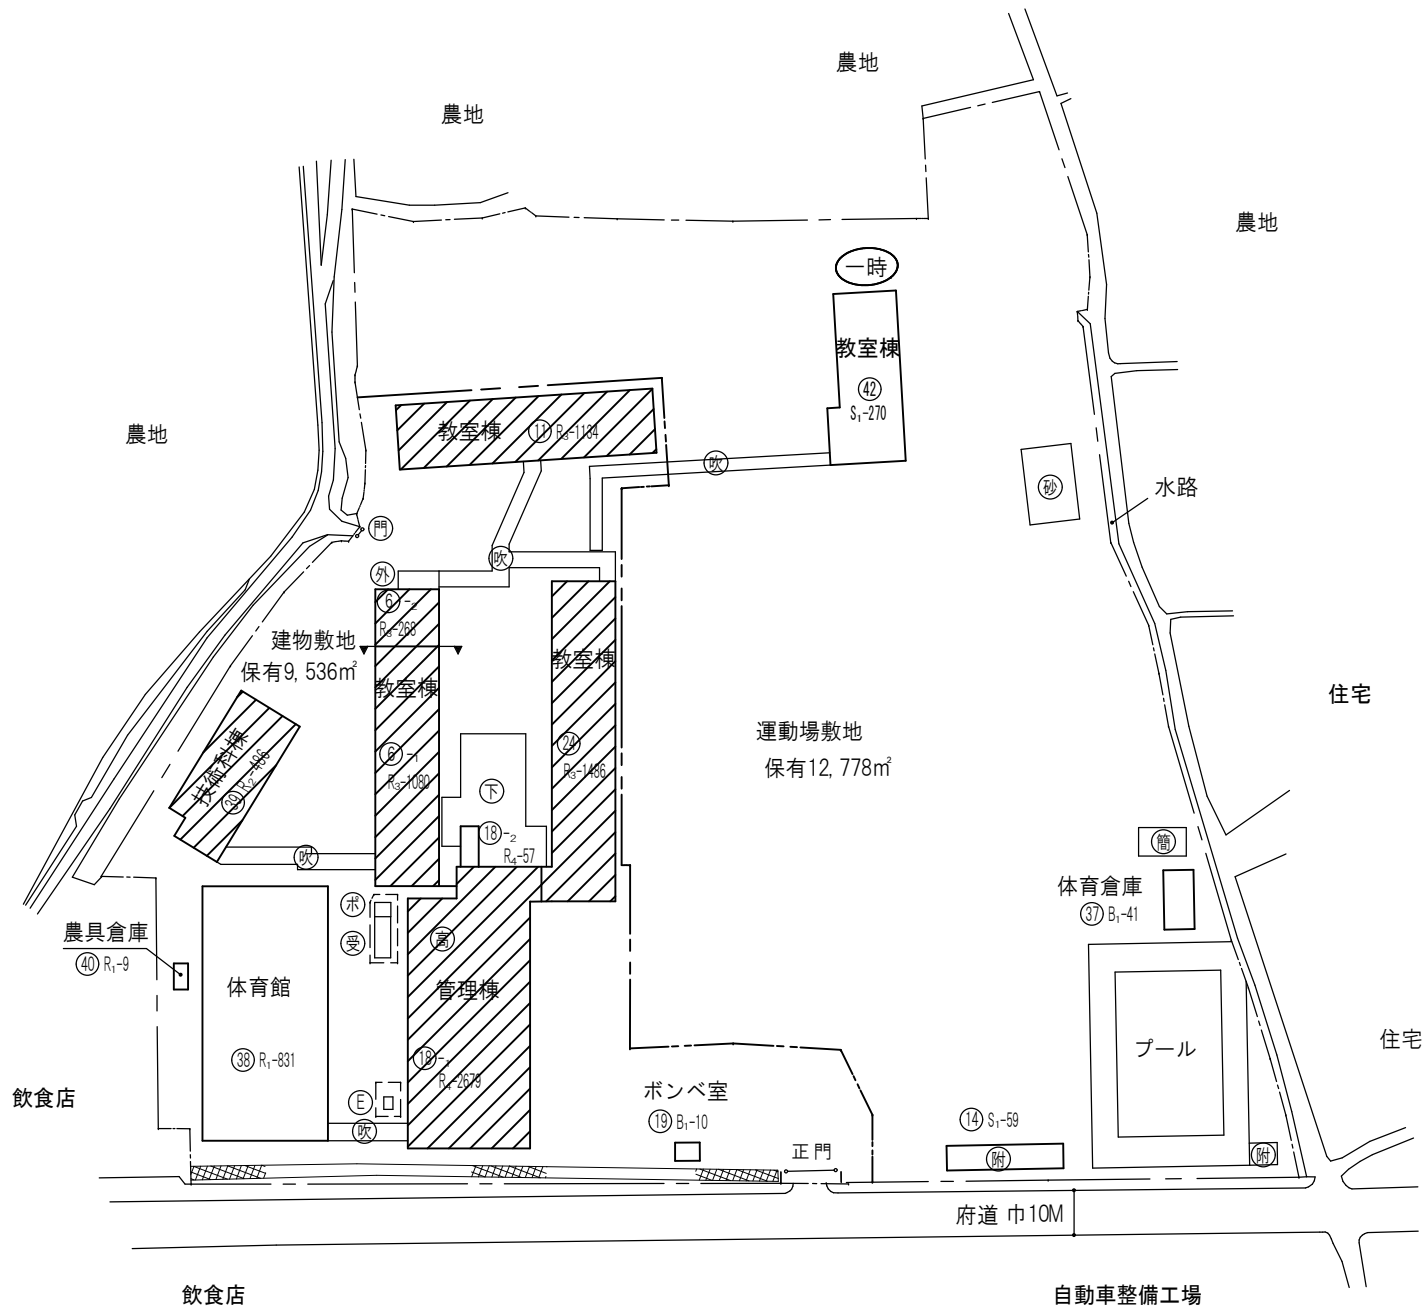 農地
農地
農地
一時
教室棟
㊷
S₁-270
農地
教室棟 ⑪ R₃-1184
吹
砂
水路
門
吹
外
⑥-₂
R₃-268
建物敷地
保有9,536㎡
教室棟
教室棟
住宅
運動場敷地
保有12,778㎡
技術科棟
㊴ R₂-486
⑥-₁
R₃-1080
㉔
R₃-1486
下
⑱-₂
R₄-57
簡
吹
体育倉庫
㊲ B₁-41
ポ
受
高
農具倉庫
㊵ R₁-9
体育館
管理棟
プール
住宅
㊳ R₁-831
⑱-₁
R₄-2679
飲食店
E
吹
ボンベ室
⑲ B₁-10
正門
⑭ S₁-59
附
附
府道 巾10M
飲食店
自動車整備工場